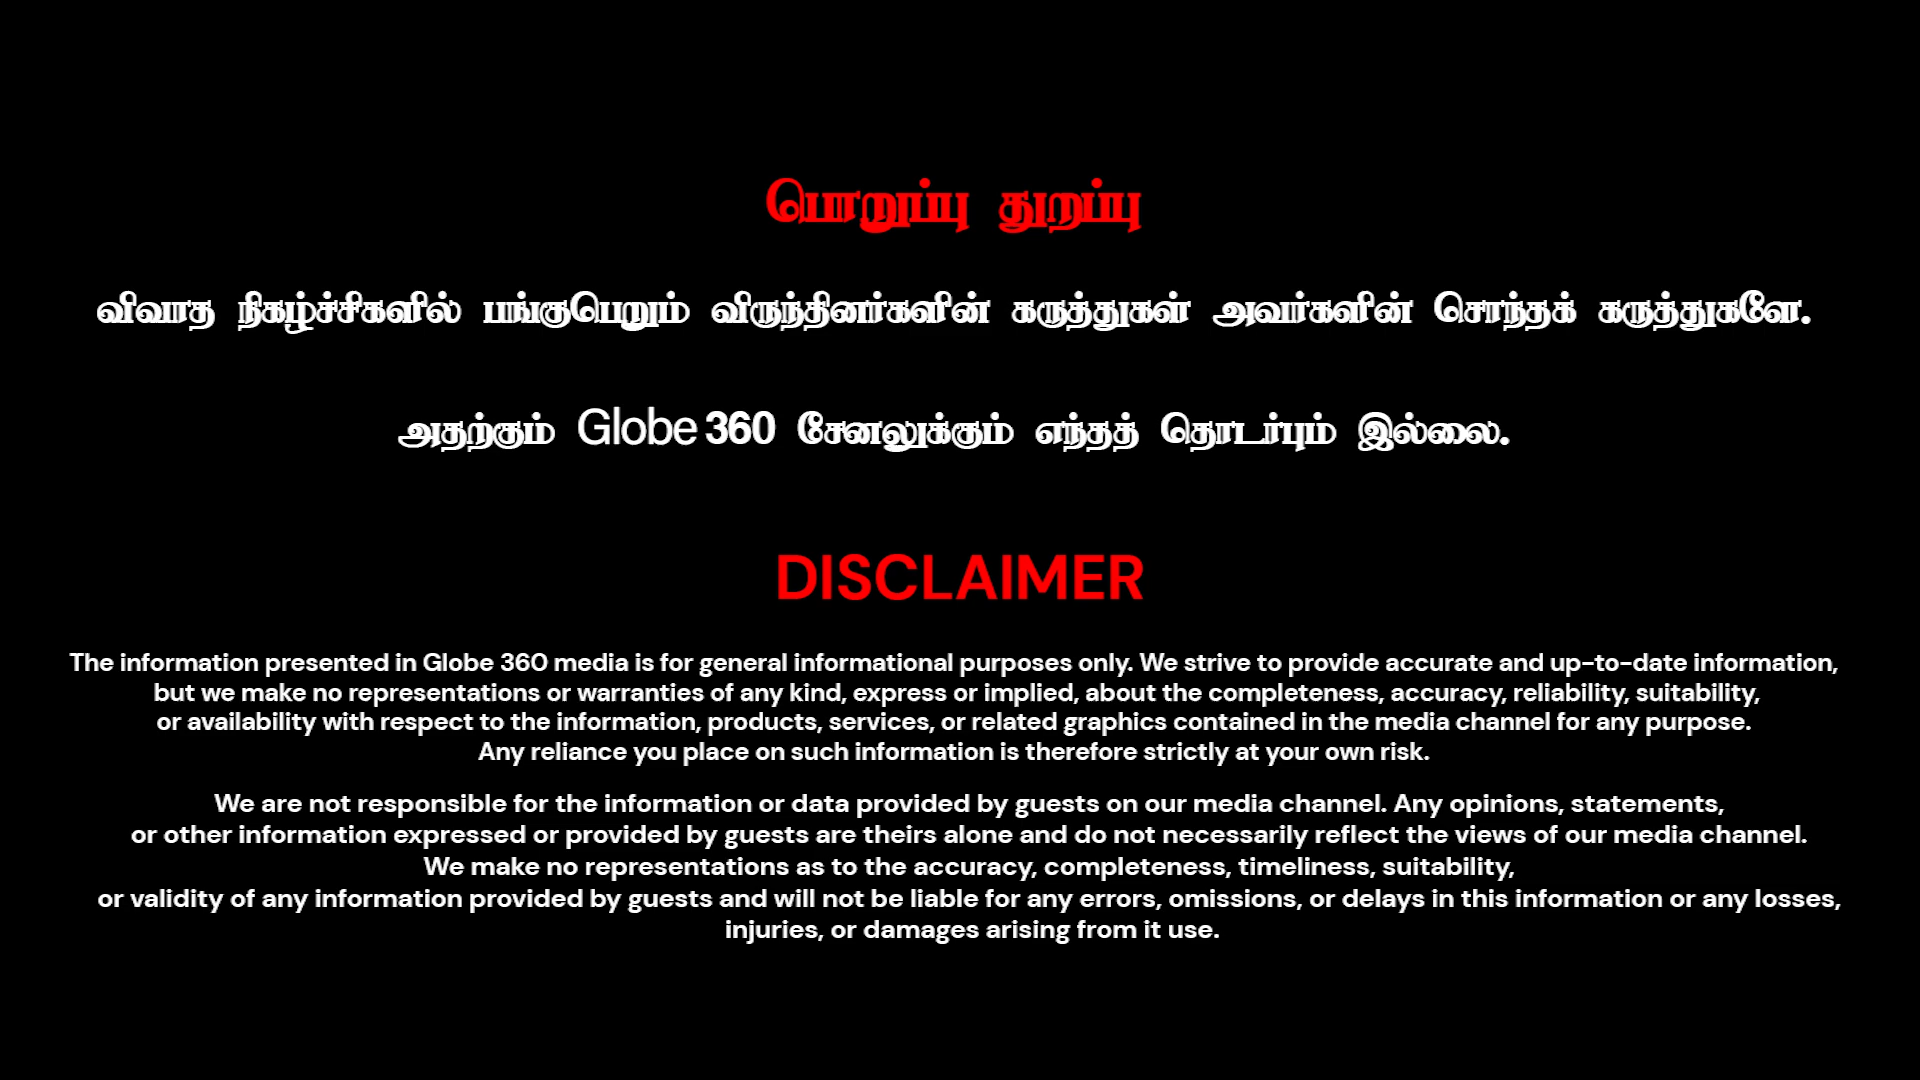 பொறுப்பு துறப்பு
விவாத நிகழ்ச்சிகளில் பங்குபெறும் விருந்தினர்களின் கருத்துகள் அவர்களின் சொந்தக் கருத்துகளே.
அதற்கும் Globe 360 சேனலுக்கும் எந்தத் தொடர்பும் இல்லை.
DISCLAIMER
The information presented in Globe 360 media is for general informational purposes only. We strive to provide accurate and up-to-date information,
but we make no representations or warranties of any kind, express or implied, about the completeness, accuracy, reliability, suitability,
or availability with respect to the information, products, services, or related graphics contained in the media channel for any purpose.
Any reliance you place on such information is therefore strictly at your own risk.
We are not responsible for the information or data provided by guests on our media channel. Any opinions, statements,
or other information expressed or provided by guests are theirs alone and do not necessarily reflect the views of our media channel.
We make no representations as to the accuracy, completeness, timeliness, suitability,
or validity of any information provided by guests and will not be liable for any errors, omissions, or delays in this information or any losses,
injuries, or damages arising from it use.